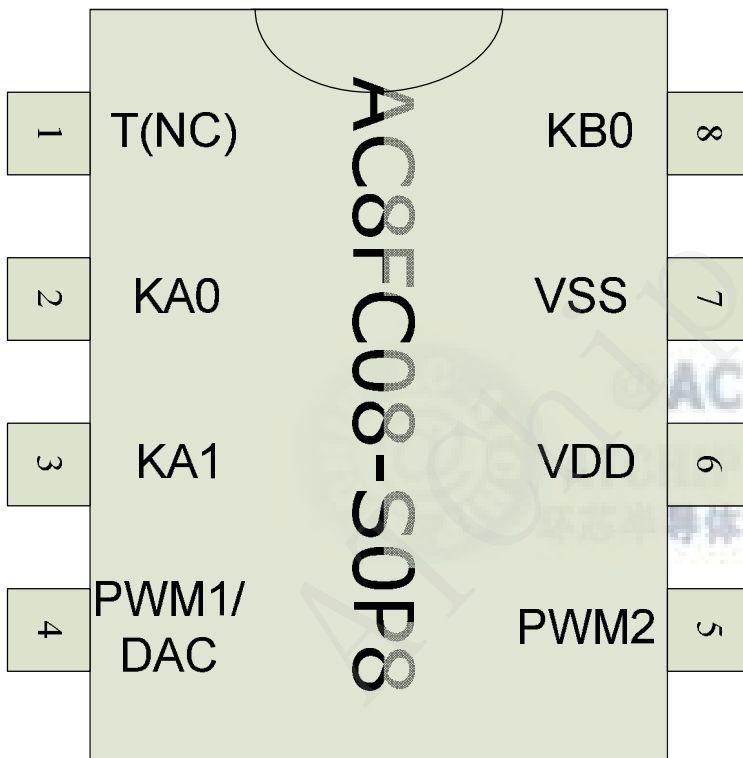 1 T(NC)
2 KA0
3 KA1
4 PWM1/
DAC
AC8FC08-SOP8
KB0 8
VSS 7
VDD 6
PWM2 5
AC